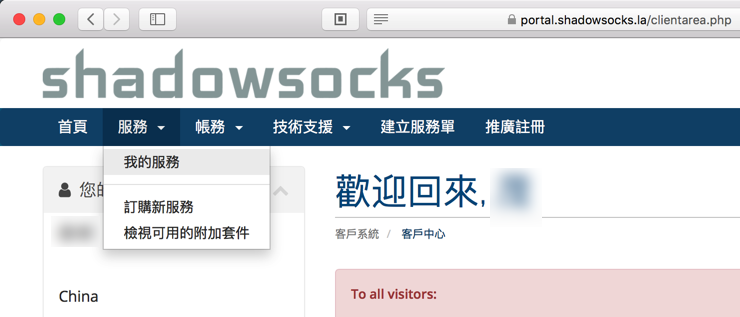 portal.shadowsocks.la/clientarea.php
shadowsocks
首頁 服務 帳務 技術支援 建立服務單 推廣註冊
我的服務
訂購新服務
檢視可用的附加套件
您的
China
歡迎回來,
客戶系統 / 客戶中心
To all visitors: